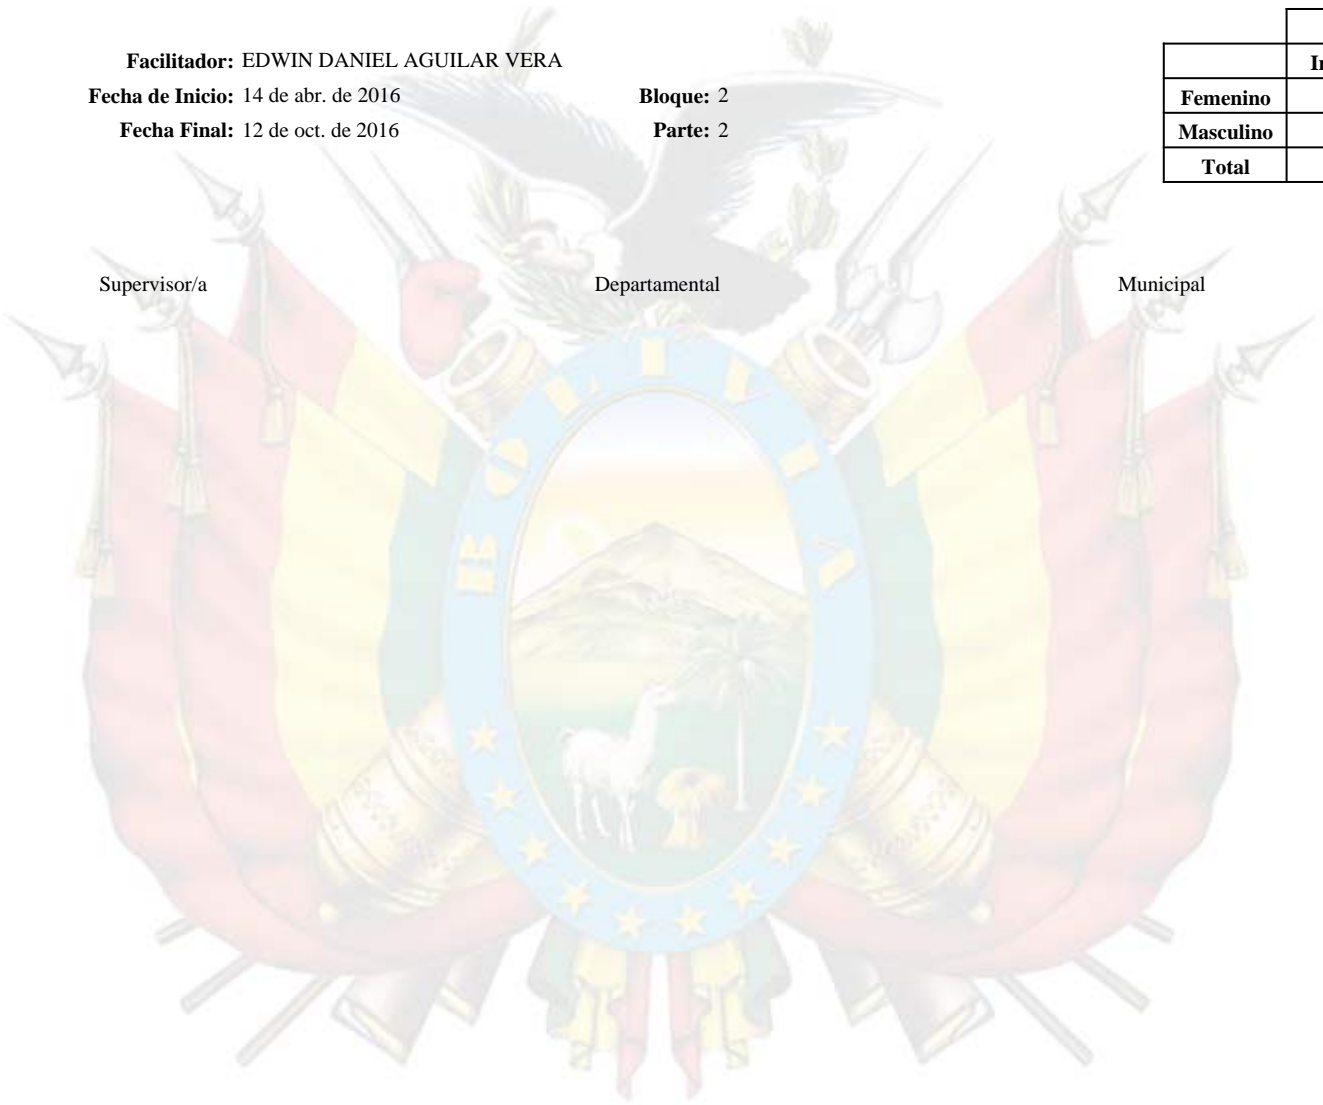 Facilitador: EDWIN DANIEL AGUILAR VERA
Fecha de Inicio: 14 de abr. de 2016 Bloque: 2
Fecha Final: 12 de oct. de 2016 Parte: 2
Femenino
Masculino
Total
Supervisor/a Departamental Municipal
BOLIVIA